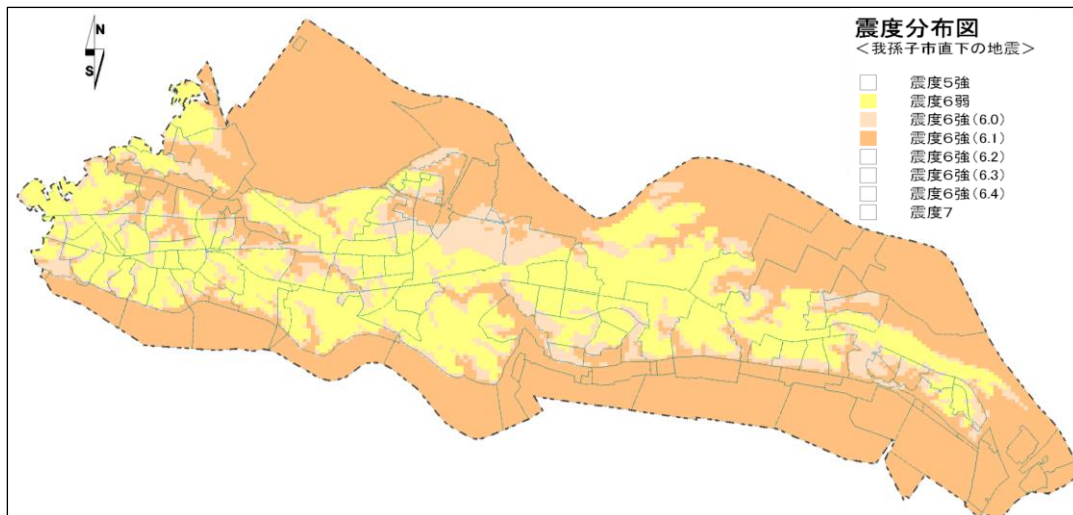 N
S
震度分布図
＜我孫子市直下の地震＞
震度5強
震度6弱
震度6強(6.0)
震度6強(6.1)
震度6強(6.2)
震度6強(6.3)
震度6強(6.4)
震度7